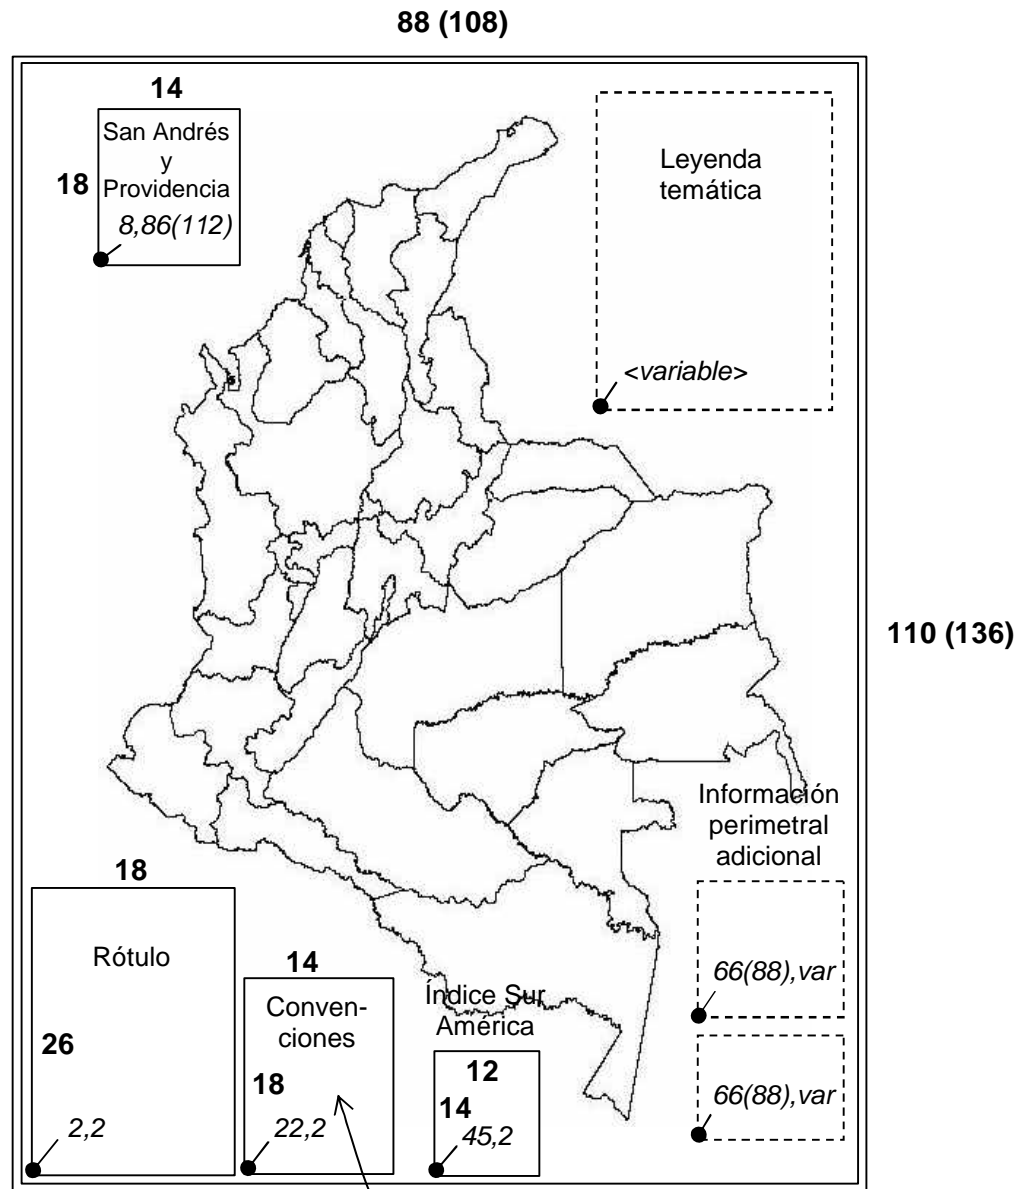 88 (108)
14
San Andrés
y
Providencia
18
8,86(112)
Leyenda
temática
<variable>
110 (136)
Información
perimetral
adicional
66(88),var
66(88),var
18
Rótulo
26
2,2
14
Conven-
ciones
18
22,2
Índice Sur
América
12
14
45,2